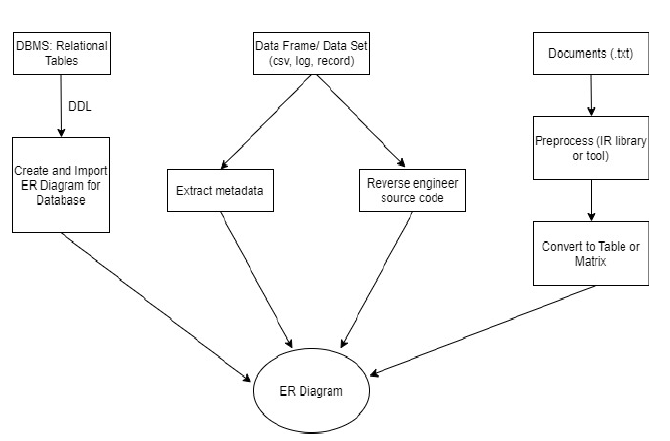 DBMS: Relational
Tables
Data Frame/ Data Set
(csv, log, record)
Documents (.txt)
DDL
Create and Import
ER Diagram for
Database
Extract metadata
Reverse engineer
source code
Preprocess (IR library
or tool)
Convert to Table or
Matrix
ER Diagram